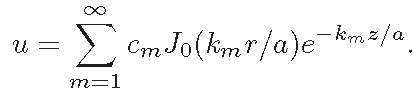 $$u = \sum_{m=1}^{\infty} c_m J_0(k_m r/a) e^{-k_m z/a}.$$